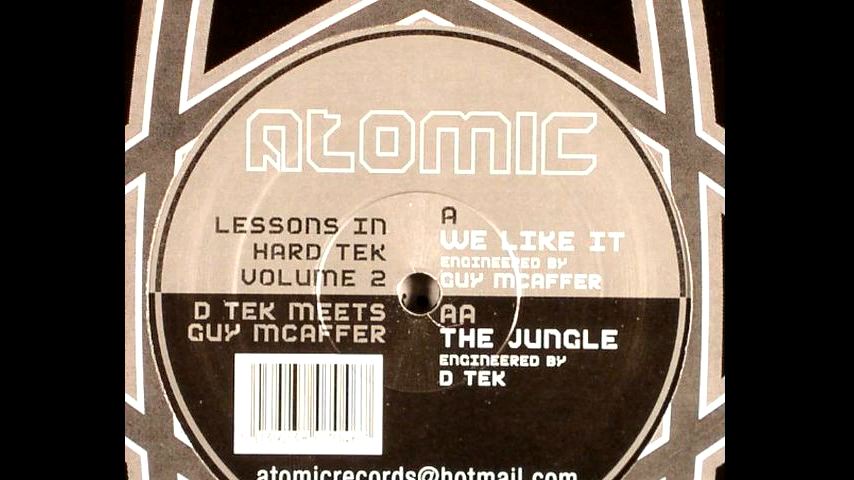 ATOMIC
LESSONS IN
HARD TEK
VOLUME 2
D TEK MEETS
GUY MCAFFER
A
WE LIKE IT
ENGINEERED BY
GUY MCAFFER
AA
THE JUNGLE
ENGINEERED BY
D TEK
atomicrecords@hotmail.com